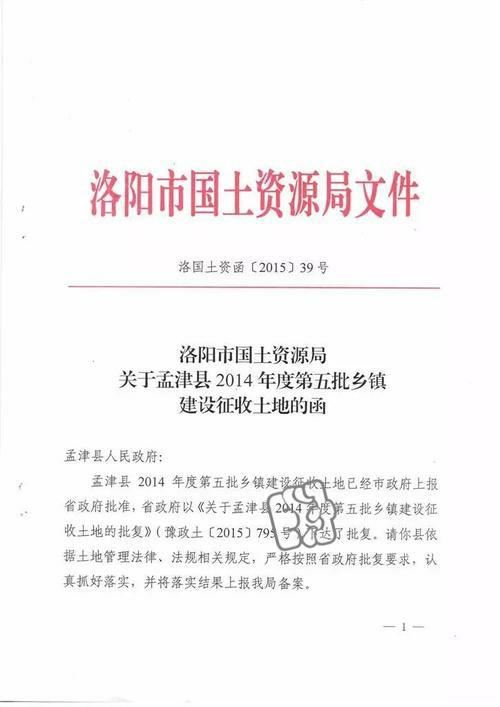 洛阳市国土资源局文件
洛国土资函〔2015〕39 号
洛阳市国土资源局
关于孟津县 2014 年度第五批乡镇
建设征收土地的函
孟津县人民政府:
孟津县 2014 年度第五批乡镇建设征收土地已经市政府上报
省政府批准,省政府以《关于孟津县 2014 年度第五批乡镇建设征
收土地的批复》(豫政土〔2015〕795 号)下达了批复。请你县依
据土地管理法律、法规相关规定,严格按照省政府批复要求,认
真抓好落实,并将落实结果上报我局备案。
— 1 —